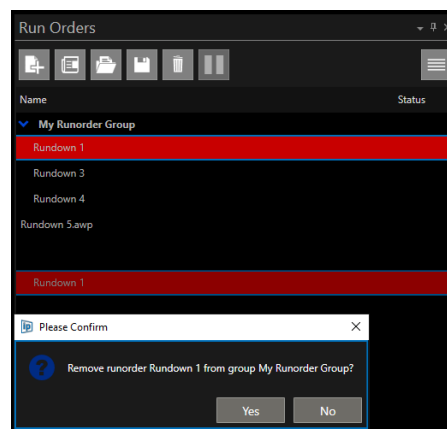 Run Orders
Name Status
My Runorder Group
Rundown 1
Rundown 3
Rundown 4
Rundown 5.awp
Rundown 1
Please Confirm
Remove runorder Rundown 1 from group My Runorder Group?
Yes No